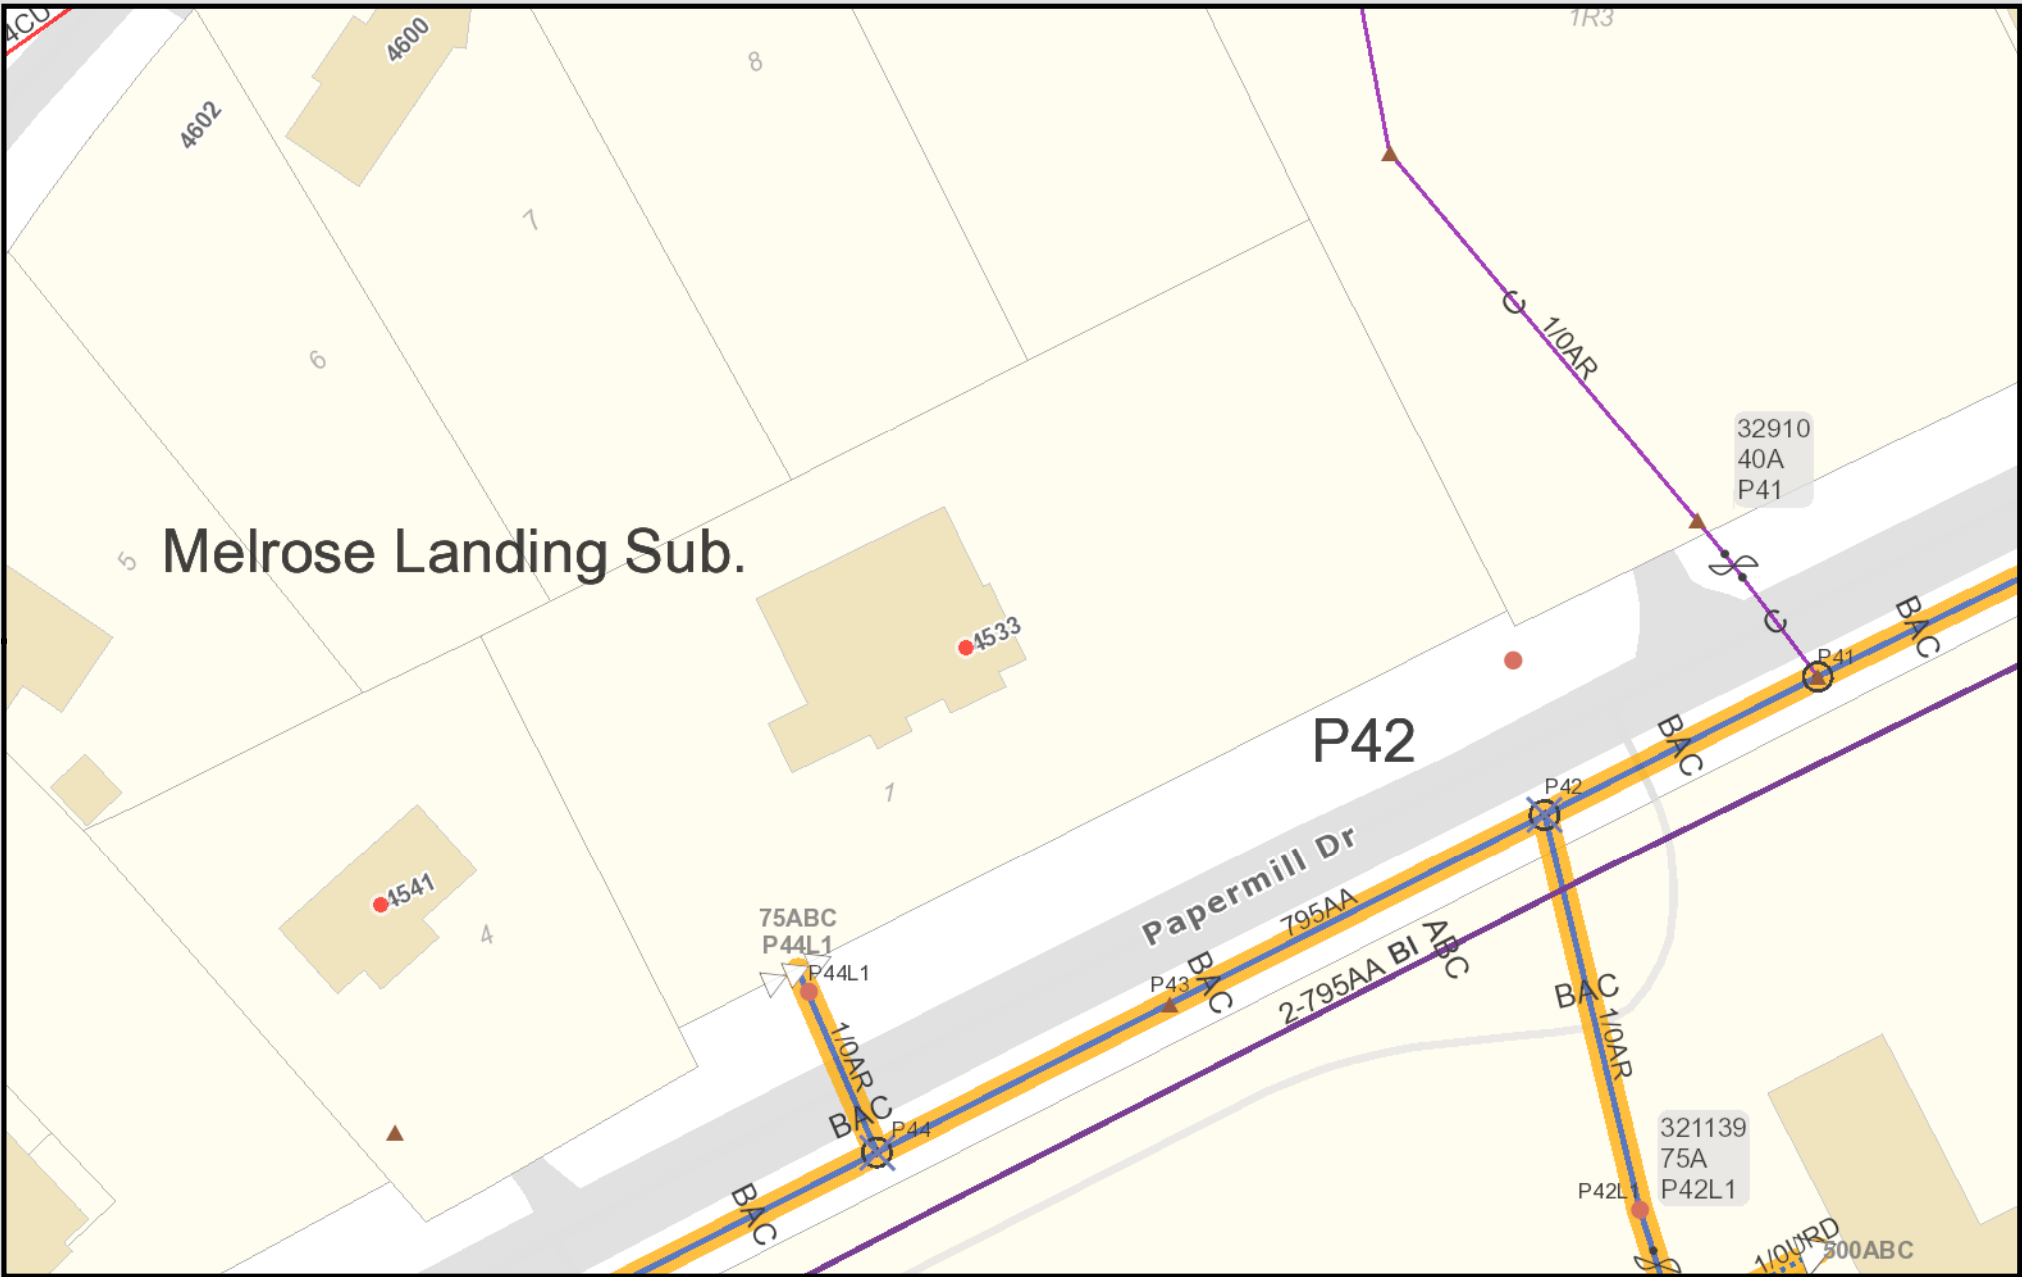 4CU
4600
1R3
8
4602
7
6
1/0AR
32910
40A
P41
5
Melrose Landing Sub.
4533
BAC
P41
P42
BAC
P42
1
Papermill Dr
795AA
4541
4
75ABC
P44L1
P44L1
BAC
P43
2-795AA BI
ABC
BAC
1/0AR
1/0AR
BAC
P44
321139
75A
P42L1
P42L1
BAC
1/0URD
500ABC